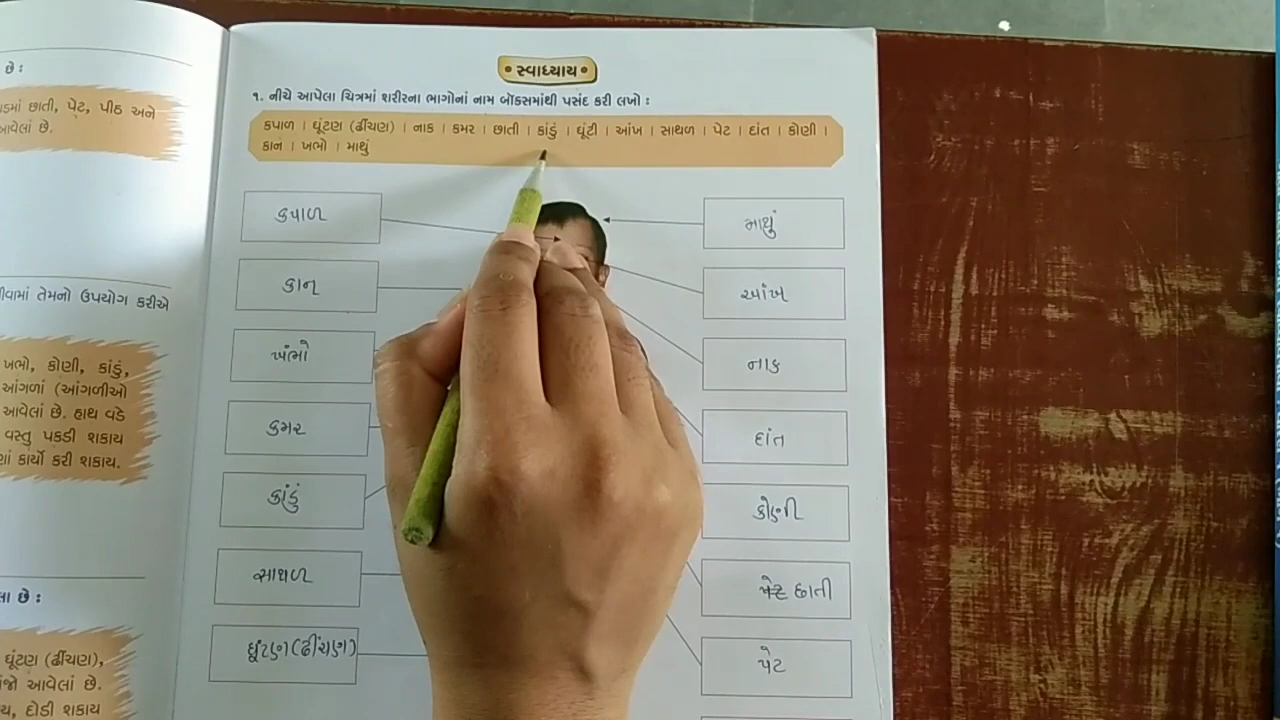 છે :
ડમાં છાતી, પેટ, પીઠ અને
આવેલાં છે.
ીવામાં તેમનો ઉપયોગ કરીએ
ખભો, કોણી, કાંડું,
આંગળાં (આંગળીઓ
આવેલાં છે. હાથ વડે
વસ્તુ પકડી શકાય
ણાં કાર્યો કરી શકાય.
લા છે :
ઘૂંટણ (ઢીંચણ),
ંજો આવેલાં છે.
ય, દોડી શકાય
સ્વાધ્યાય
૧. નીચે આપેલા ચિત્રમાં શરીરના ભાગોનાં નામ બૉક્સમાંથી પસંદ કરી લખો :
કપાળ । ઘૂંટણ (ઢીંચણ) । નાક । કમર । છાતી । કાંડું । ઘૂંટી । આંખ । સાથળ । પેટ । દાંત । કોણી ।
કાન । ખભો । માથું
કપાળ
માથું
કાન
આંખ
ખંભો
નાક
કમર
દાંત
કાંડું
કોણી
સાથળ
પેટ છાતી
ઘૂંટણ(ઢીંચણ)
પેટ